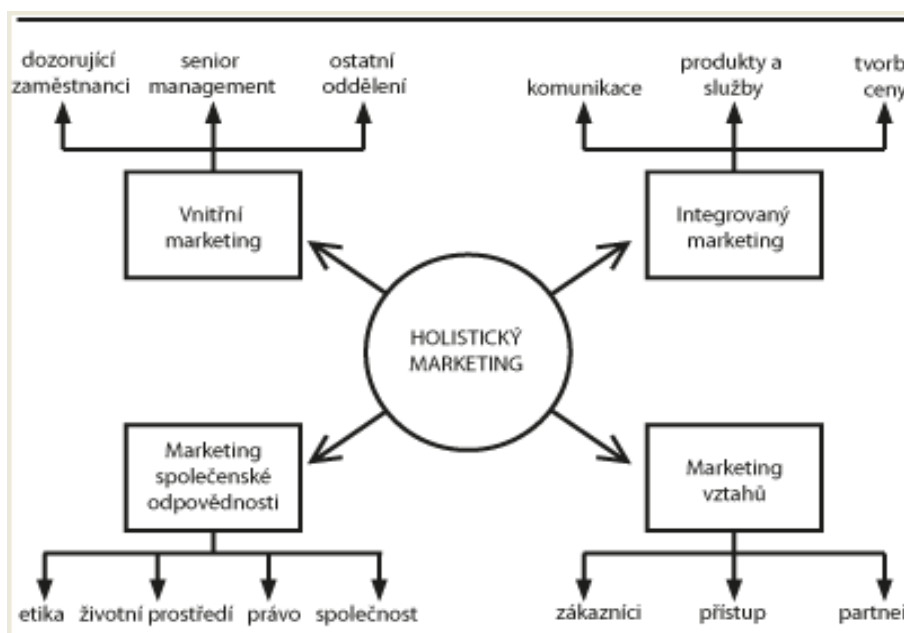 dozorující
zaměstnanci
senior
management
ostatní
oddělení
komunikace
produkty a
služby
tvorb
ceny
Vnitřní
marketing
Integrovaný
marketing
HOLISTICKÝ
MARKETING
Marketing
společenské
odpovědnosti
Marketing
vztahů
etika
životní prostředí
právo
společnost
zákazníci
přístup
partneř